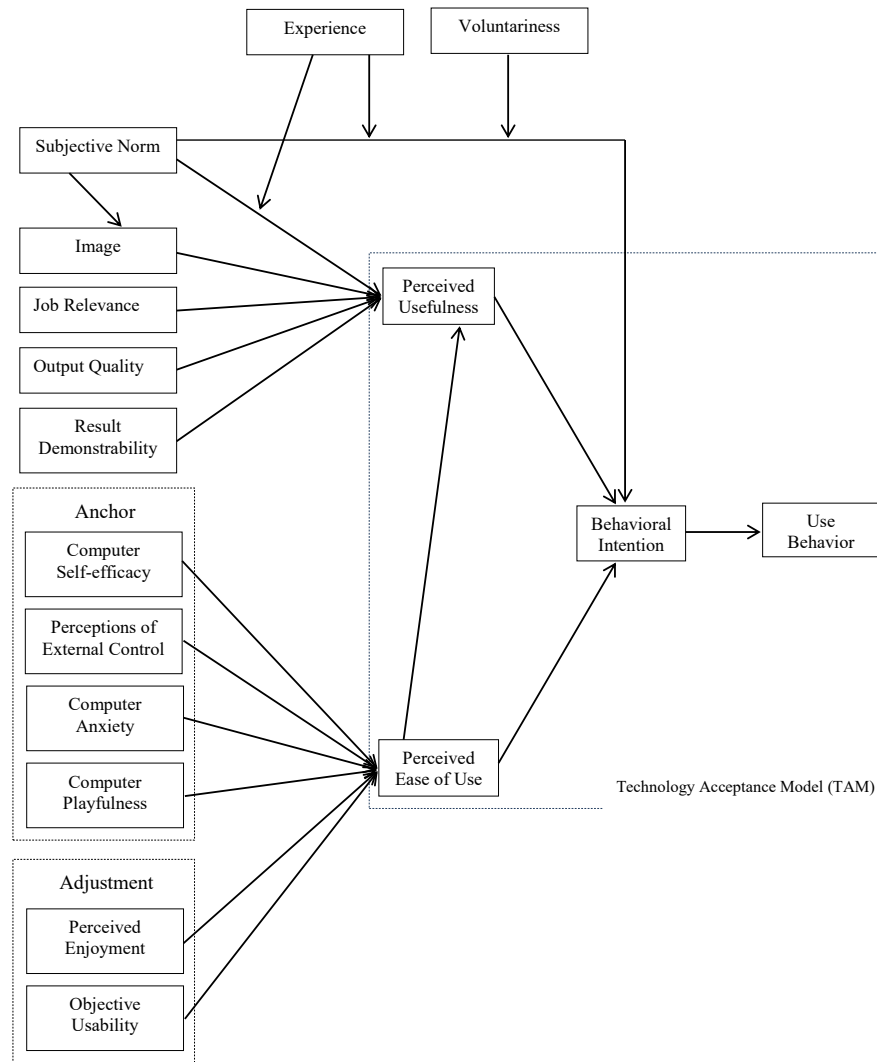 Experience
Voluntariness
Subjective Norm
Image
Job Relevance
Output Quality
Result
Demonstrability
Perceived
Usefulness
Anchor
Computer
Self-efficacy
Perceptions of
External Control
Computer
Anxiety
Computer
Playfulness
Behavioral
Intention
Use
Behavior
Perceived
Ease of Use
Technology Acceptance Model (TAM)
Adjustment
Perceived
Enjoyment
Objective
Usability